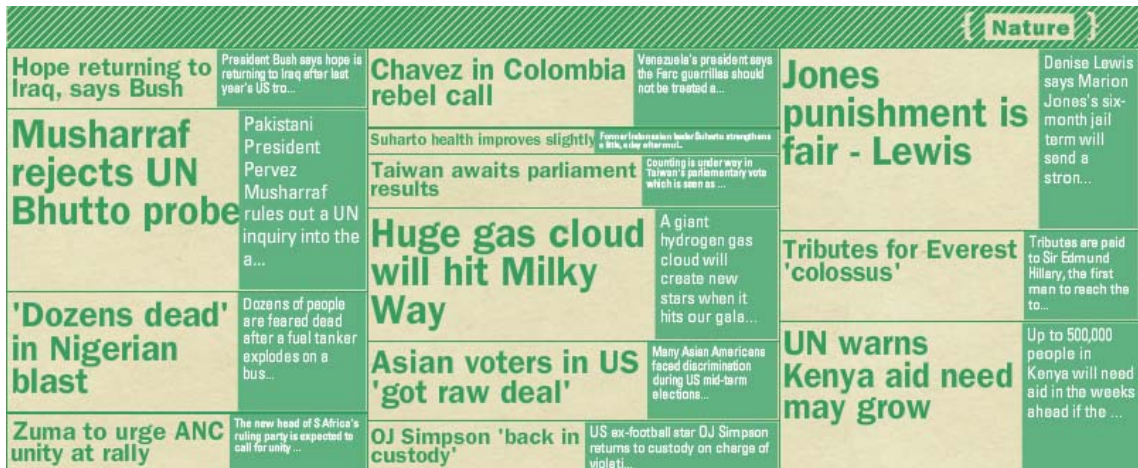 { Nature }
Hope returning to
Iraq, says Bush
President Bush says hope is
returning to Iraq after last
year's US tro...
Musharraf
rejects UN
Bhutto probe
Pakistani
President
Pervez
Musharraf
rules out a UN
inquiry into the
a...
'Dozens dead'
in Nigerian
blast
Dozens of people
are feared dead
after a fuel tanker
explodes on a
bus...
Zuma to urge ANC
unity at rally
The new head of S Africa's
ruling party is expected to
call for unity ...
Chavez in Colombia
rebel call
Venezuela's president says
the Farc guerrillas should
not be treated a...
Suharto health improves slightly
Former Indonesian leader Suharto strengthens
a little, a day after mul...
Taiwan awaits parliament
results
Counting is under way in
Taiwan's parliamentary vote
which is seen as ...
Huge gas cloud
will hit Milky
Way
A giant
hydrogen gas
cloud will
create new
stars when it
hits our gala...
Asian voters in US
'got raw deal'
Many Asian Americans
faced discrimination
during US mid-term
elections...
OJ Simpson 'back in
custody'
US ex-football star OJ Simpson
returns to custody on charge of
violati...
Jones
punishment is
fair - Lewis
Denise Lewis
says Marion
Jones's six-
month jail
term will
send a
stron...
Tributes for Everest
'colossus'
Tributes are paid
to Sir Edmund
Hillary, the first
man to reach the
to...
UN warns
Kenya aid need
may grow
Up to 500,000
people in
Kenya will need
aid in the weeks
ahead if the ...